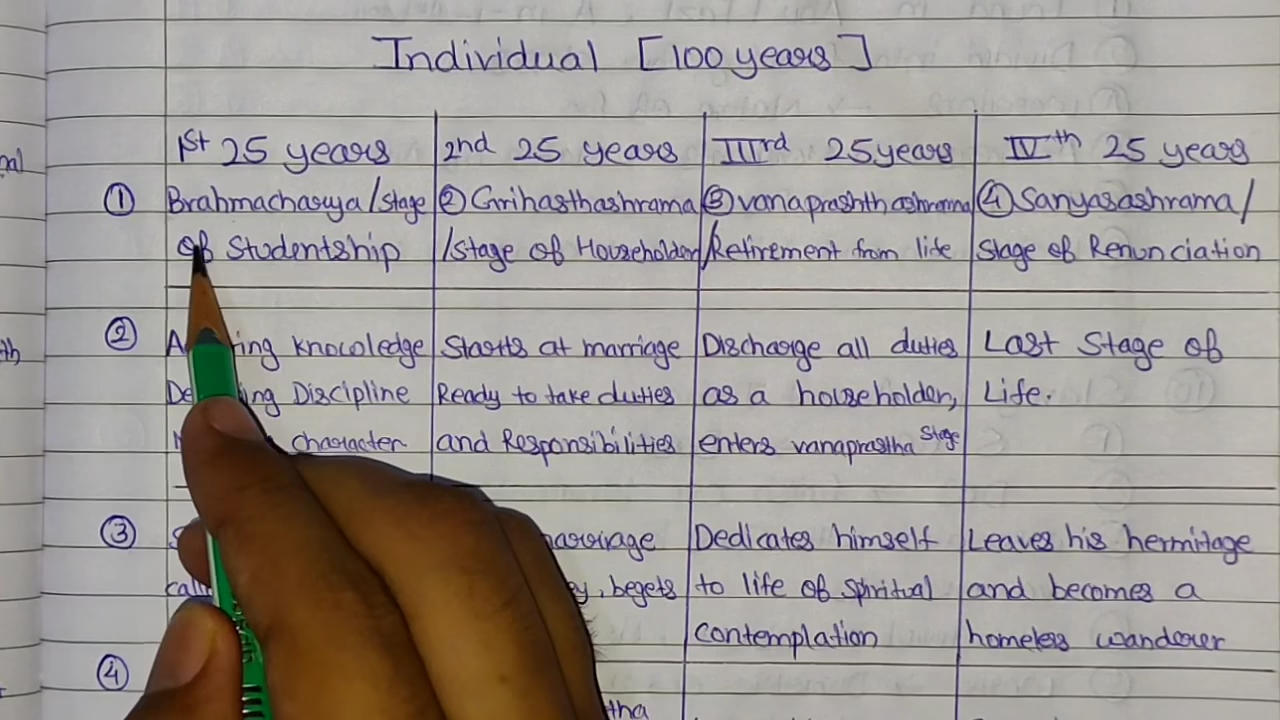 Individual [100 years]
1st 25 years 2nd 25 years IIIrd 25 years IVth 25 years
① Brahmacharya/Stage ② Grihasthashrama ③ vanaprashthashrama ④ Sanyasashrama/
of Studentship /Stage of Householder /Retirement from life Stage of Renunciation
② knowledge Starts at marriage Discharge all duties Last Stage of
Discipline Ready to take duties as a householder, Life.
character and Responsibilities enters vanaprastha Stage
③ marriage Dedicates himself Leaves his hermitage
begets to life of Spiritual and becomes a
contemplation homeless wanderer
④